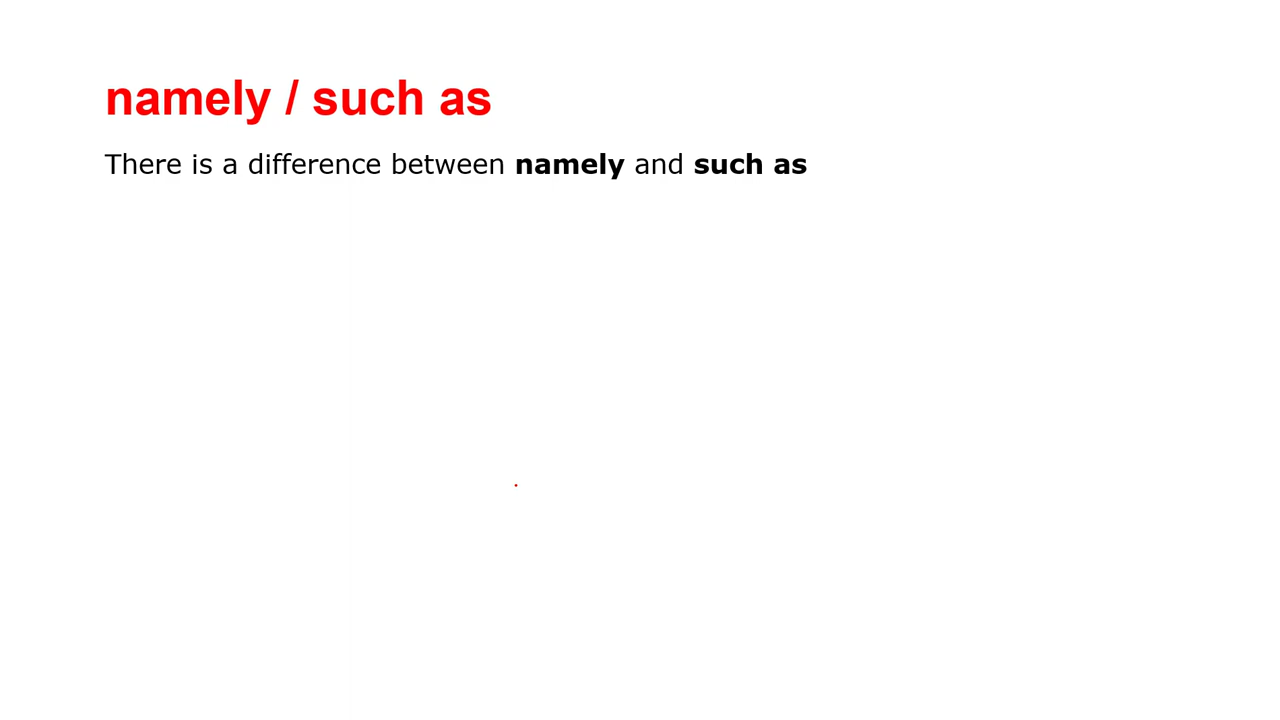 namely / such as
There is a difference between namely and such as